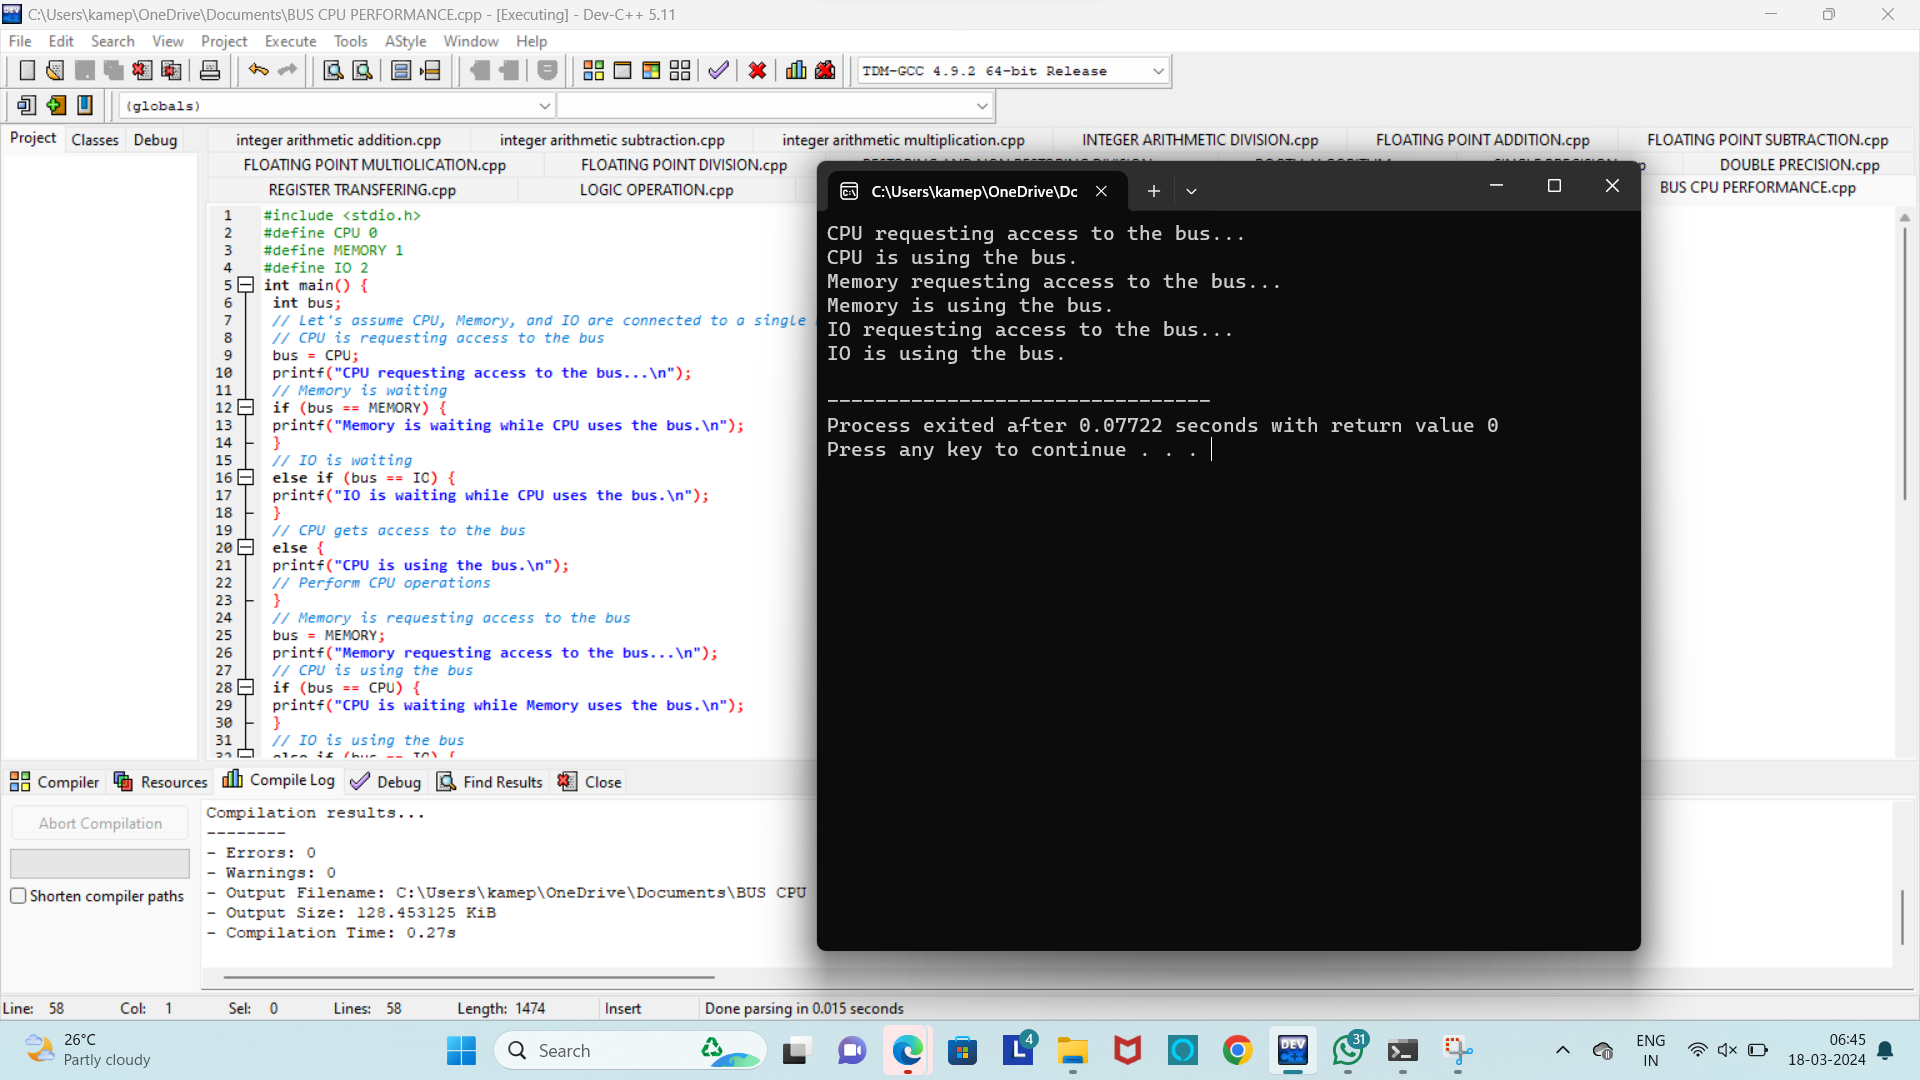 C:\Users\kamep\OneDrive\Documents\BUS CPU PERFORMANCE.cpp - [Executing] - Dev-C++ 5.11
File Edit Search View Project Execute Tools AStyle Window Help
TDM-GCC 4.9.2 64-bit Release
(globals)
Project Classes Debug
integer arithmetic addition.cpp integer arithmetic subtraction.cpp integer arithmetic multiplication.cpp INTEGER ARITHMETIC DIVISION.cpp FLOATING POINT ADDITION.cpp FLOATING POINT SUBTRACTION.cpp
FLOATING POINT MULTIOLICATION.cpp FLOATING POINT DIVISION.cpp DOUBLE PRECISION.cpp
REGISTER TRANSFERING.cpp LOGIC OPERATION.cpp BUS CPU PERFORMANCE.cpp
1 #include <stdio.h>
2 #define CPU 0
3 #define MEMORY 1
4 #define IO 2
5 int main() {
6 int bus;
7 // Let's assume CPU, Memory, and IO are connected to a single
8 // CPU is requesting access to the bus
9 bus = CPU;
10 printf("CPU requesting access to the bus...\n");
11 // Memory is waiting
12 if (bus == MEMORY) {
13 printf("Memory is waiting while CPU uses the bus.\n");
14 }
15 // IO is waiting
16 else if (bus == IO) {
17 printf("IO is waiting while CPU uses the bus.\n");
18 }
19 // CPU gets access to the bus
20 else {
21 printf("CPU is using the bus.\n");
22 // Perform CPU operations
23 }
24 // Memory is requesting access to the bus
25 bus = MEMORY;
26 printf("Memory requesting access to the bus...\n");
27 // CPU is using the bus
28 if (bus == CPU) {
29 printf("CPU is waiting while Memory uses the bus.\n");
30 }
31 // IO is using the bus
32 else if (bus == IO) {
C:\Users\kamep\OneDrive\Dc
CPU requesting access to the bus...
CPU is using the bus.
Memory requesting access to the bus...
Memory is using the bus.
IO requesting access to the bus...
IO is using the bus.
--------------------------------
Process exited after 0.07722 seconds with return value 0
Press any key to continue . . .
Compiler Resources Compile Log Debug Find Results Close
Abort Compilation
Shorten compiler paths
Compilation results...
--------
- Errors: 0
- Warnings: 0
- Output Filename: C:\Users\kamep\OneDrive\Documents\BUS CPU
- Output Size: 128.453125 KiB
- Compilation Time: 0.27s
Line: 58 Col: 1 Sel: 0 Lines: 58 Length: 1474 Insert Done parsing in 0.015 seconds
26°C
Partly cloudy
Search
L 4
DEV C++
31
ENG
IN
06:45
18-03-2024